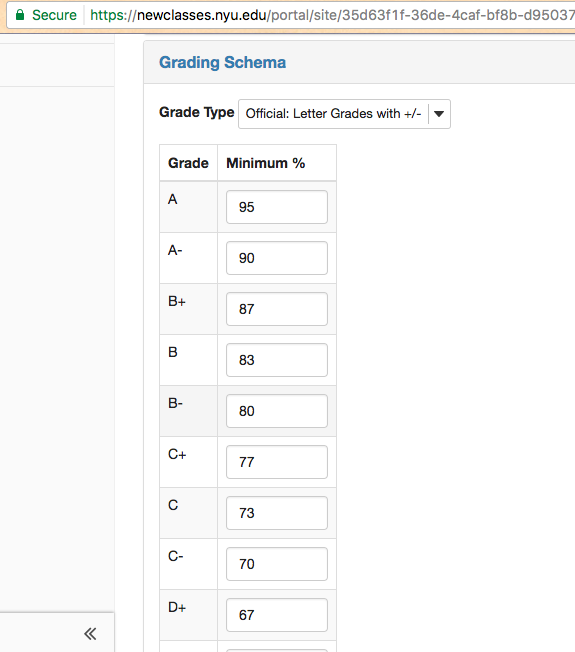 Secure https://newclasses.nyu.edu/portal/site/35d63f1f-36de-4caf-bf8b-d95037
Grading Schema
Grade Type Official: Letter Grades with +/-
Grade Minimum %
A 95
A- 90
B+ 87
B 83
B- 80
C+ 77
C 73
C- 70
D+ 67